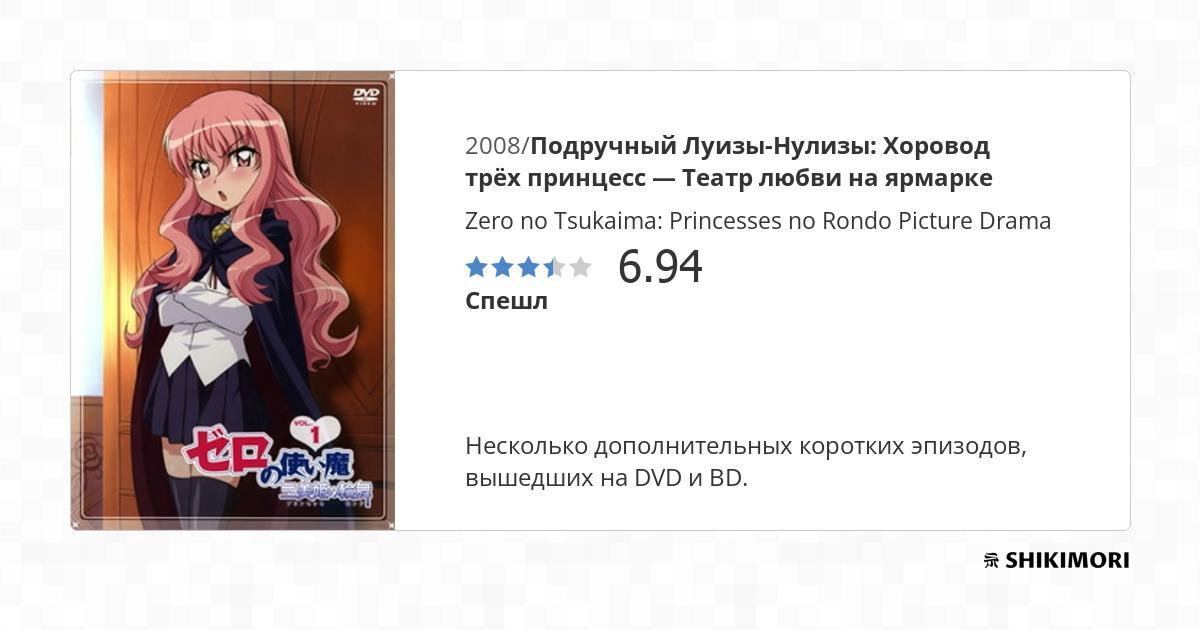 DVD
VIDEO
VOL.
1
ゼロの使い魔
三美姫の輪舞
2008/Подручный Луизы-Нулизы: Хоровод
трёх принцесс — Театр любви на ярмарке
Zero no Tsukaima: Princesses no Rondo Picture Drama
6.94
Спешл
Несколько дополнительных коротких эпизодов,
вышедших на DVD и BD.
SHIKIMORI